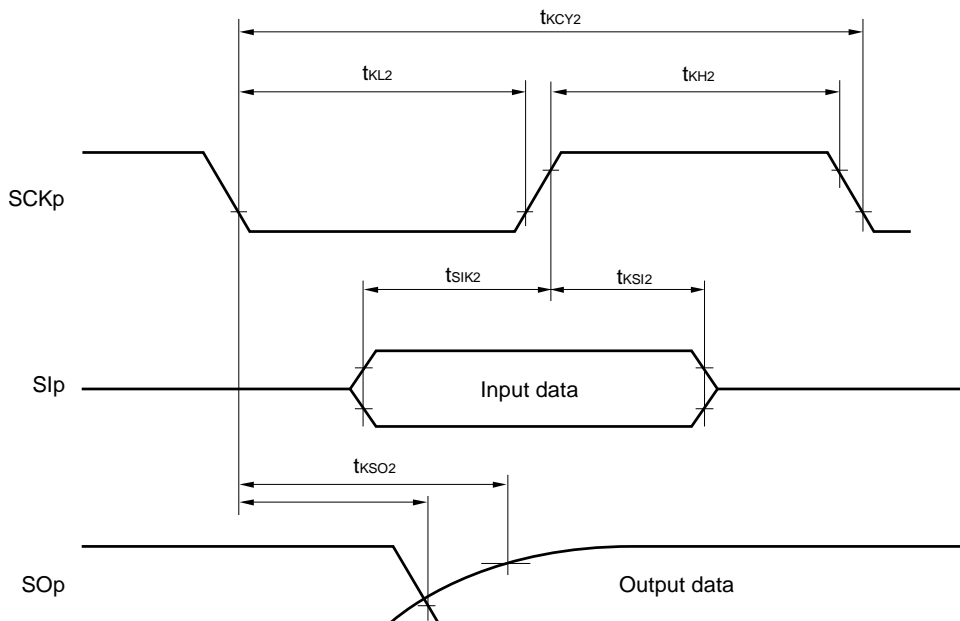 tKCY2
tKL2
tKH2
SCKp
tSIK2
tKSI2
SIp
Input data
tKSO2
SOp
Output data